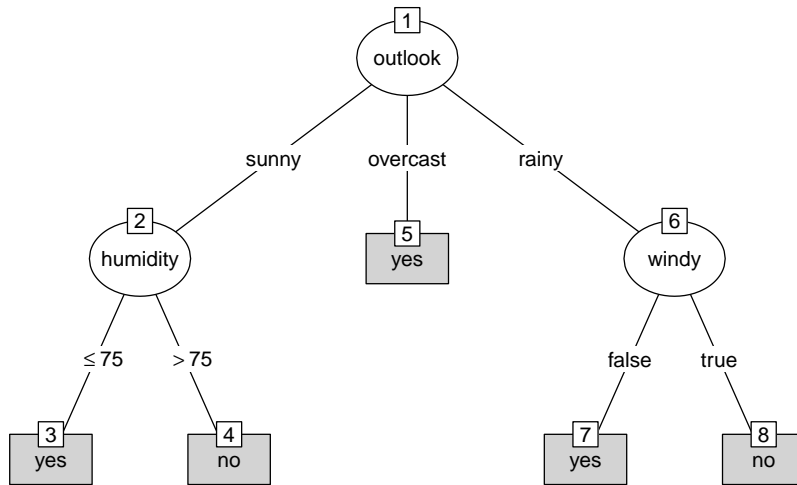 1
outlook
sunny
overcast
rainy
2
humidity
5
yes
6
windy
≤ 75
> 75
false
true
3
yes
4
no
7
yes
8
no